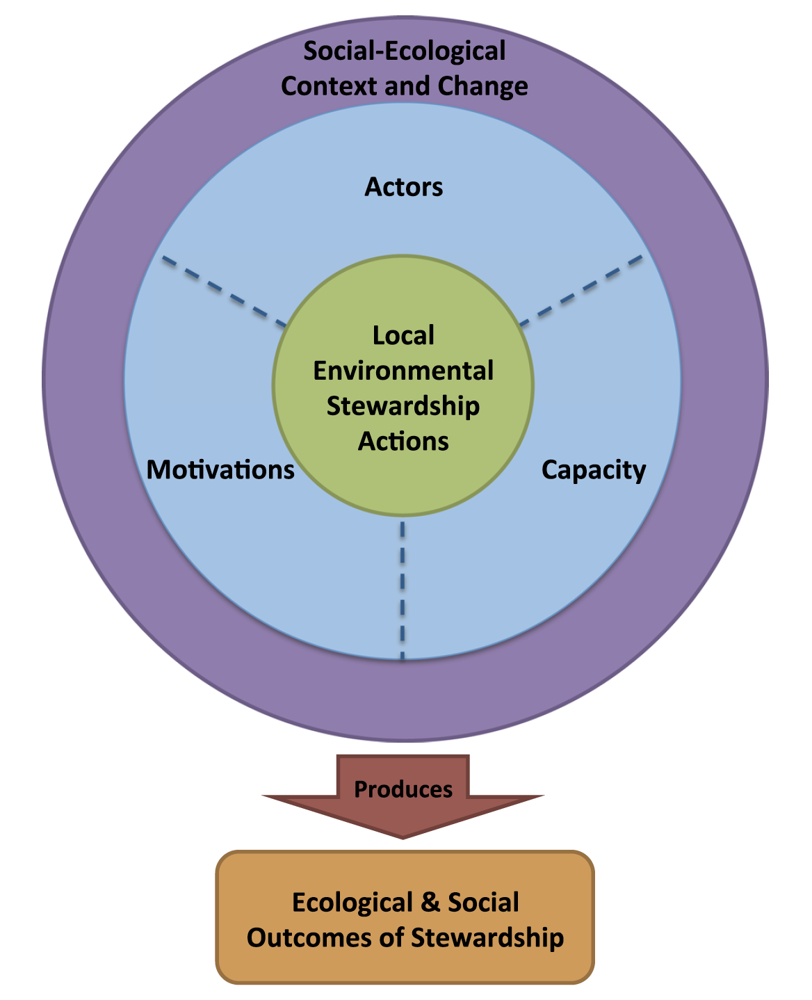 Social-Ecological
Context and Change
Actors
Local
Environmental
Stewardship
Actions
Motivations
Capacity
Produces
Ecological & Social
Outcomes of Stewardship